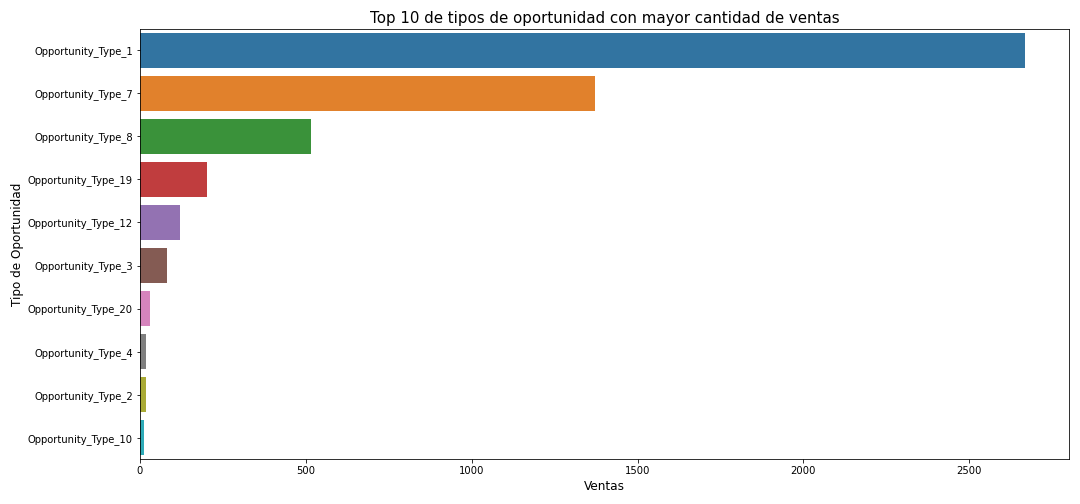 Top 10 de tipos de oportunidad con mayor cantidad de ventas
Tipo de Oportunidad
Opportunity_Type_1
Opportunity_Type_7
Opportunity_Type_8
Opportunity_Type_19
Opportunity_Type_12
Opportunity_Type_3
Opportunity_Type_20
Opportunity_Type_4
Opportunity_Type_2
Opportunity_Type_10
0 500 1000 1500 2000 2500
Ventas